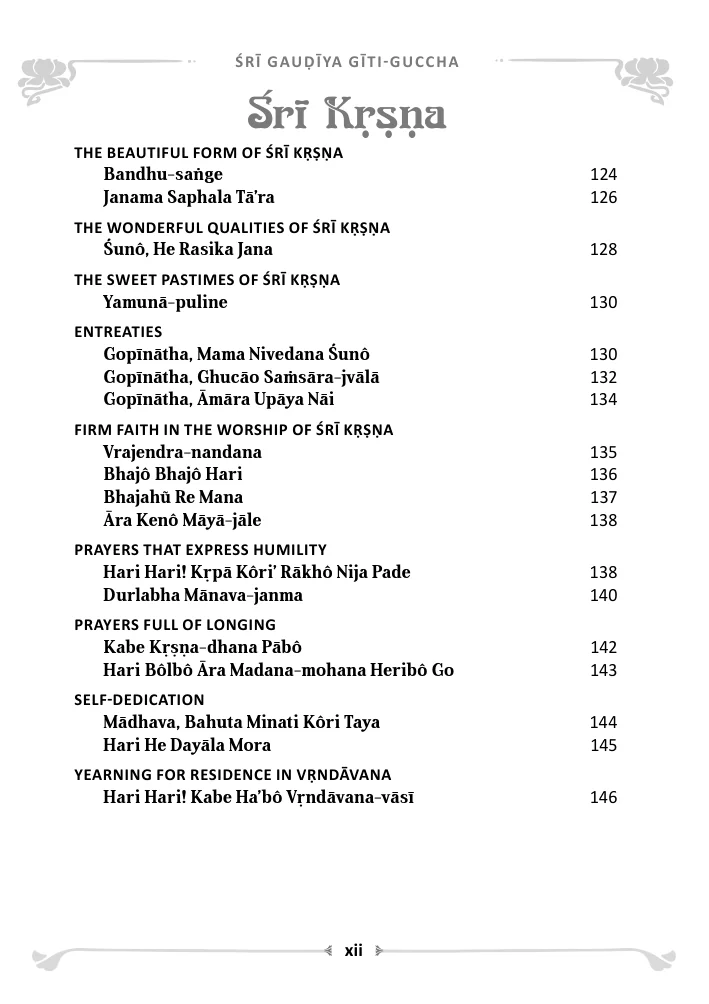 ŚRĪ GAUḌĪYA GĪTI-GUCCHA
Śrī Kṛṣṇa
THE BEAUTIFUL FORM OF ŚRĪ KṚṢṆA
Bandhu-saṅge 124
Janama Saphala Tā’ra 126
THE WONDERFUL QUALITIES OF ŚRĪ KṚṢṆA
Śunô, He Rasika Jana 128
THE SWEET PASTIMES OF ŚRĪ KṚṢṆA
Yamunā-puline 130
ENTREATIES
Gopīnātha, Mama Nivedana Śunô 130
Gopīnātha, Ghucāo Saṁsāra-jvālā 132
Gopīnātha, Āmāra Upāya Nāi 134
FIRM FAITH IN THE WORSHIP OF ŚRĪ KṚṢṆA
Vrajendra-nandana 135
Bhajô Bhajô Hari 136
Bhajahũ Re Mana 137
Āra Kenô Māyā-jāle 138
PRAYERS THAT EXPRESS HUMILITY
Hari Hari! Kṛpā Kôri’ Rākhô Nija Pade 138
Durlabha Mānava-janma 140
PRAYERS FULL OF LONGING
Kabe Kṛṣṇa-dhana Pābô 142
Hari Bôlbô Āra Madana-mohana Heribô Go 143
SELF-DEDICATION
Mādhava, Bahuta Minati Kôri Taya 144
Hari He Dayāla Mora 145
YEARNING FOR RESIDENCE IN VṚNDĀVANA
Hari Hari! Kabe Ha’bô Vṛndāvana-vāsī 146
xii